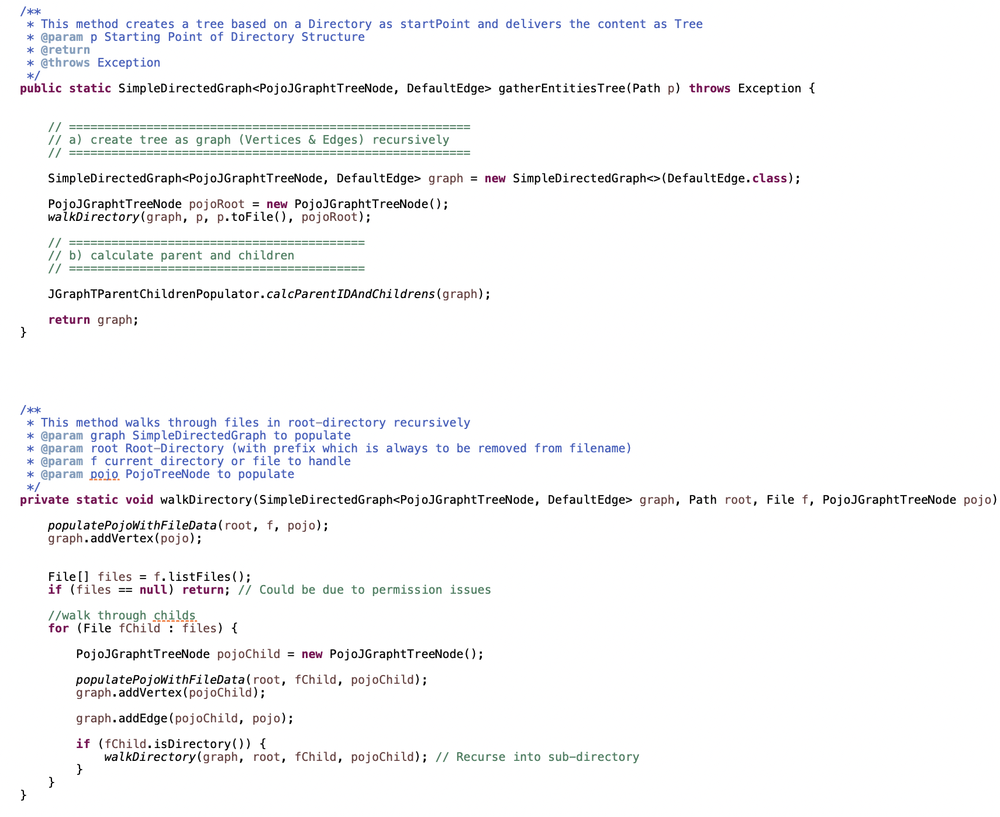 /**
 * This method creates a tree based on a Directory as startPoint and delivers the content as Tree
 * @param p Starting Point of Directory Structure
 * @return
 * @throws Exception
 */
public static SimpleDirectedGraph<PojoJGraphtTreeNode, DefaultEdge> gatherEntitiesTree(Path p) throws Exception {
// =========================================================
// a) create tree as graph (Vertices & Edges) recursively
// =========================================================
SimpleDirectedGraph<PojoJGraphtTreeNode, DefaultEdge> graph = new SimpleDirectedGraph<>(DefaultEdge.class);
PojoJGraphtTreeNode pojoRoot = new PojoJGraphtTreeNode();
walkDirectory(graph, p, p.toFile(), pojoRoot);
// ==========================================
// b) calculate parent and children
// ==========================================
JGraphTParentChildrenPopulator.calcParentIDAndChildrens(graph);
return graph;
}
/**
 * This method walks through files in root-directory recursively
 * @param graph SimpleDirectedGraph to populate
 * @param root Root-Directory (with prefix which is always to be removed from filename)
 * @param f current directory or file to handle
 * @param pojo PojoTreeNode to populate
 */
private static void walkDirectory(SimpleDirectedGraph<PojoJGraphtTreeNode, DefaultEdge> graph, Path root, File f, PojoJGraphtTreeNode pojo)
populatePojoWithFileData(root, f, pojo);
graph.addVertex(pojo);
File[] files = f.listFiles();
if (files == null) return; // Could be due to permission issues
//walk through childs
for (File fChild : files) {
PojoJGraphtTreeNode pojoChild = new PojoJGraphtTreeNode();
populatePojoWithFileData(root, fChild, pojoChild);
graph.addVertex(pojoChild);
graph.addEdge(pojoChild, pojo);
if (fChild.isDirectory()) {
walkDirectory(graph, root, fChild, pojoChild); // Recurse into sub-directory
}
}
}